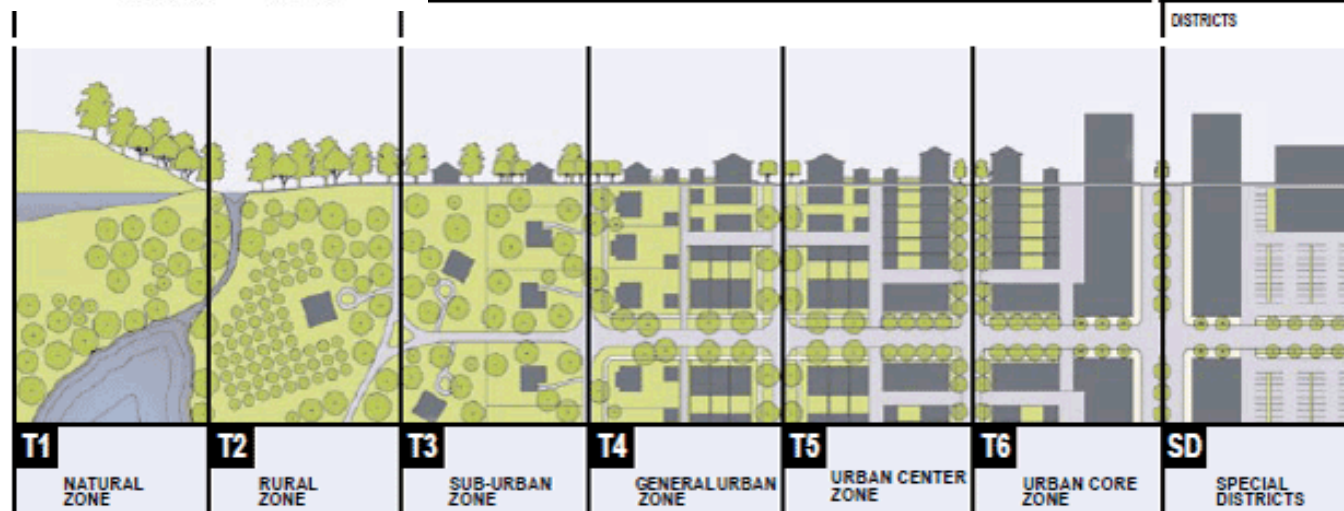 DISTRICTS
T1
NATURAL
ZONE
T2
RURAL
ZONE
T3
SUB-URBAN
ZONE
T4
GENERAL URBAN
ZONE
T5
URBAN CENTER
ZONE
T6
URBAN CORE
ZONE
SD
SPECIAL
DISTRICTS